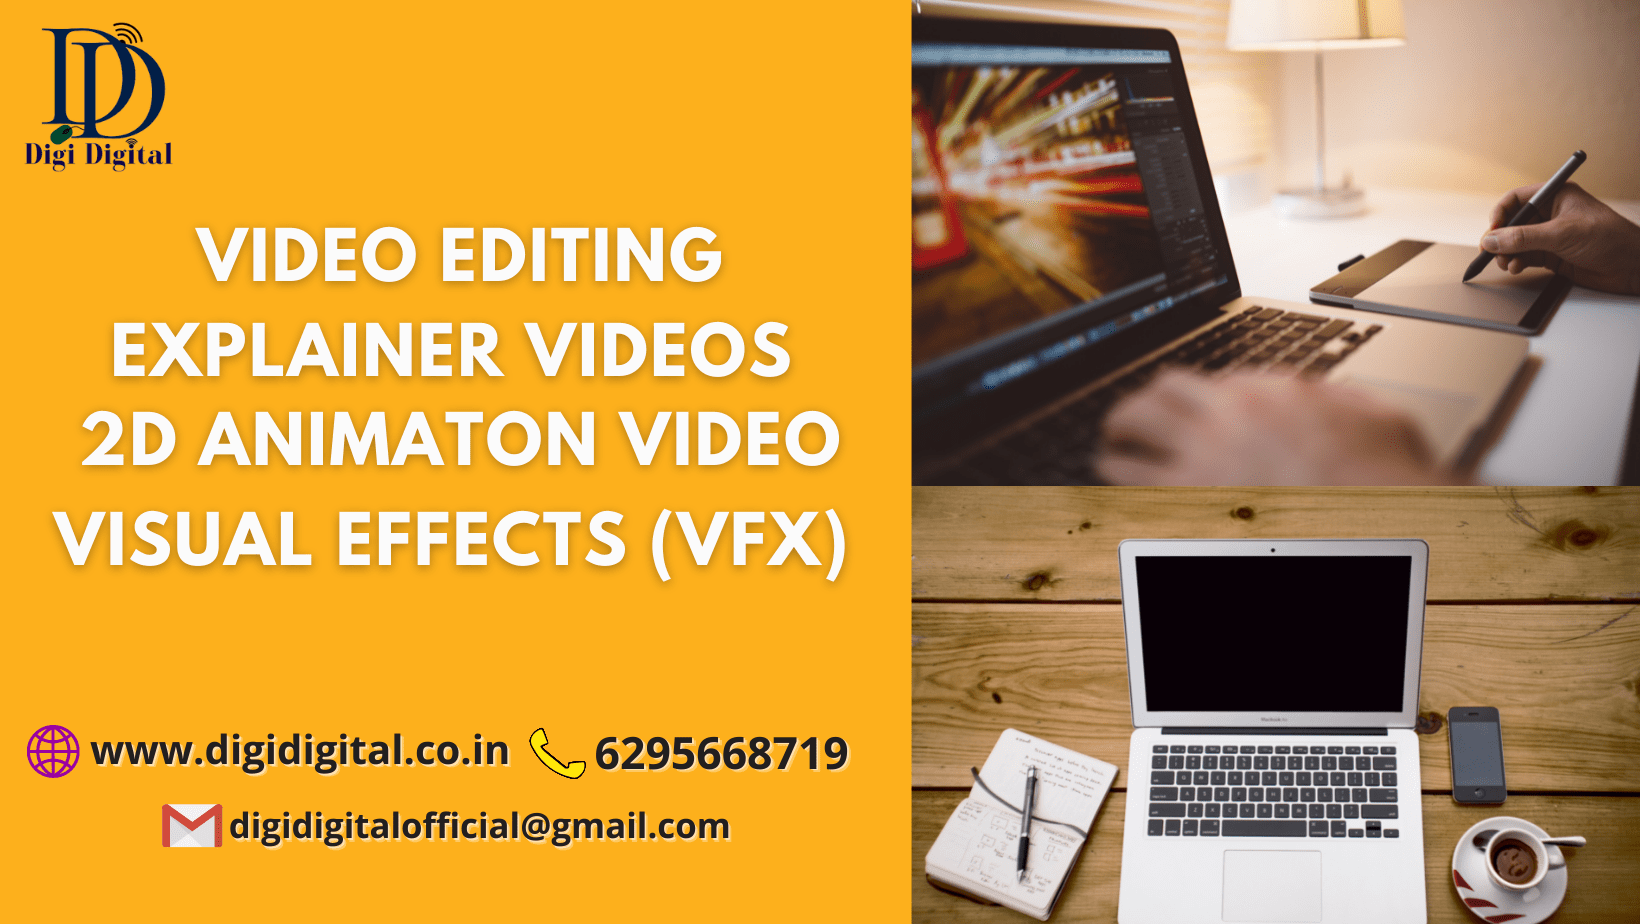 Digi Digital
VIDEO EDITING
EXPLAINER VIDEOS
2D ANIMATON VIDEO
VISUAL EFFECTS (VFX)
www.digidigital.co.in 6295668719
digidigitalofficial@gmail.com